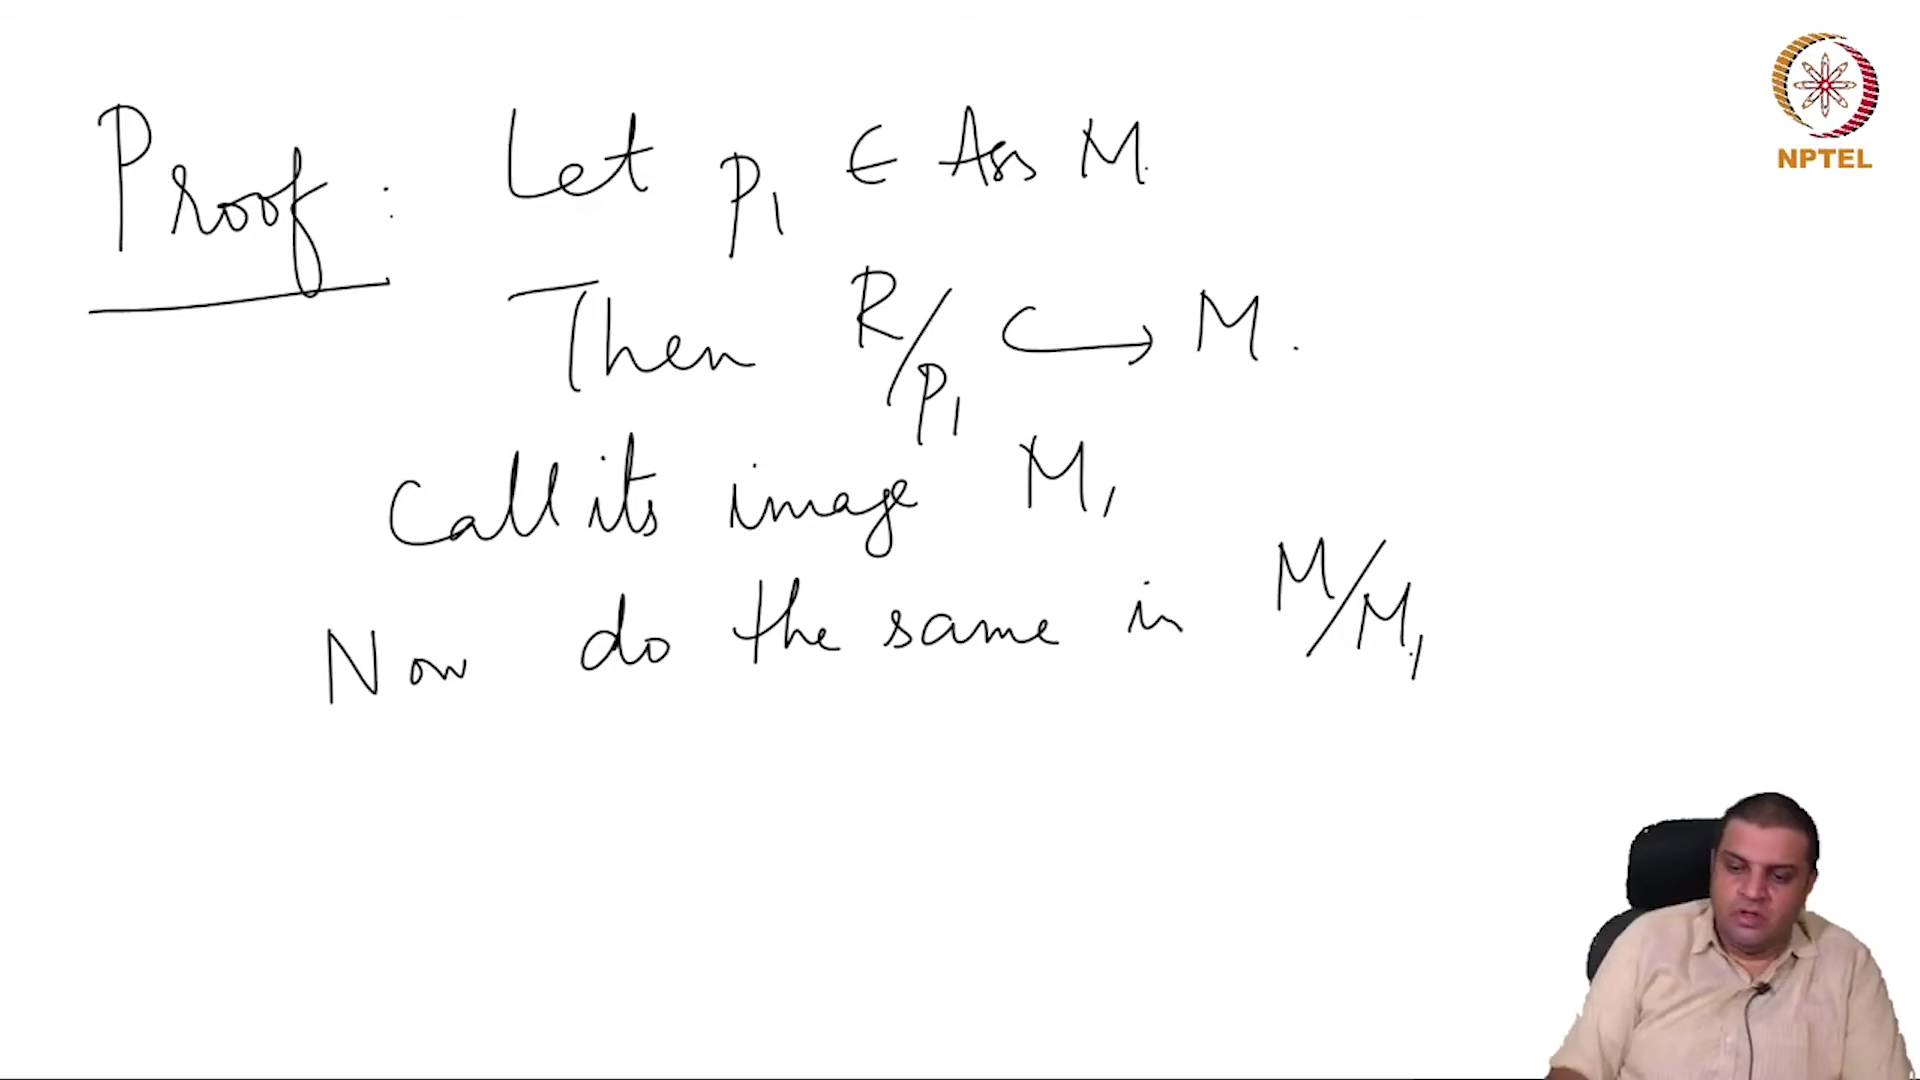 NPTEL
Proof : Let p₁ ∈ Ass M.
Then R/p₁ ↪ M.
Call its image M₁
Now do the same in M/M₁